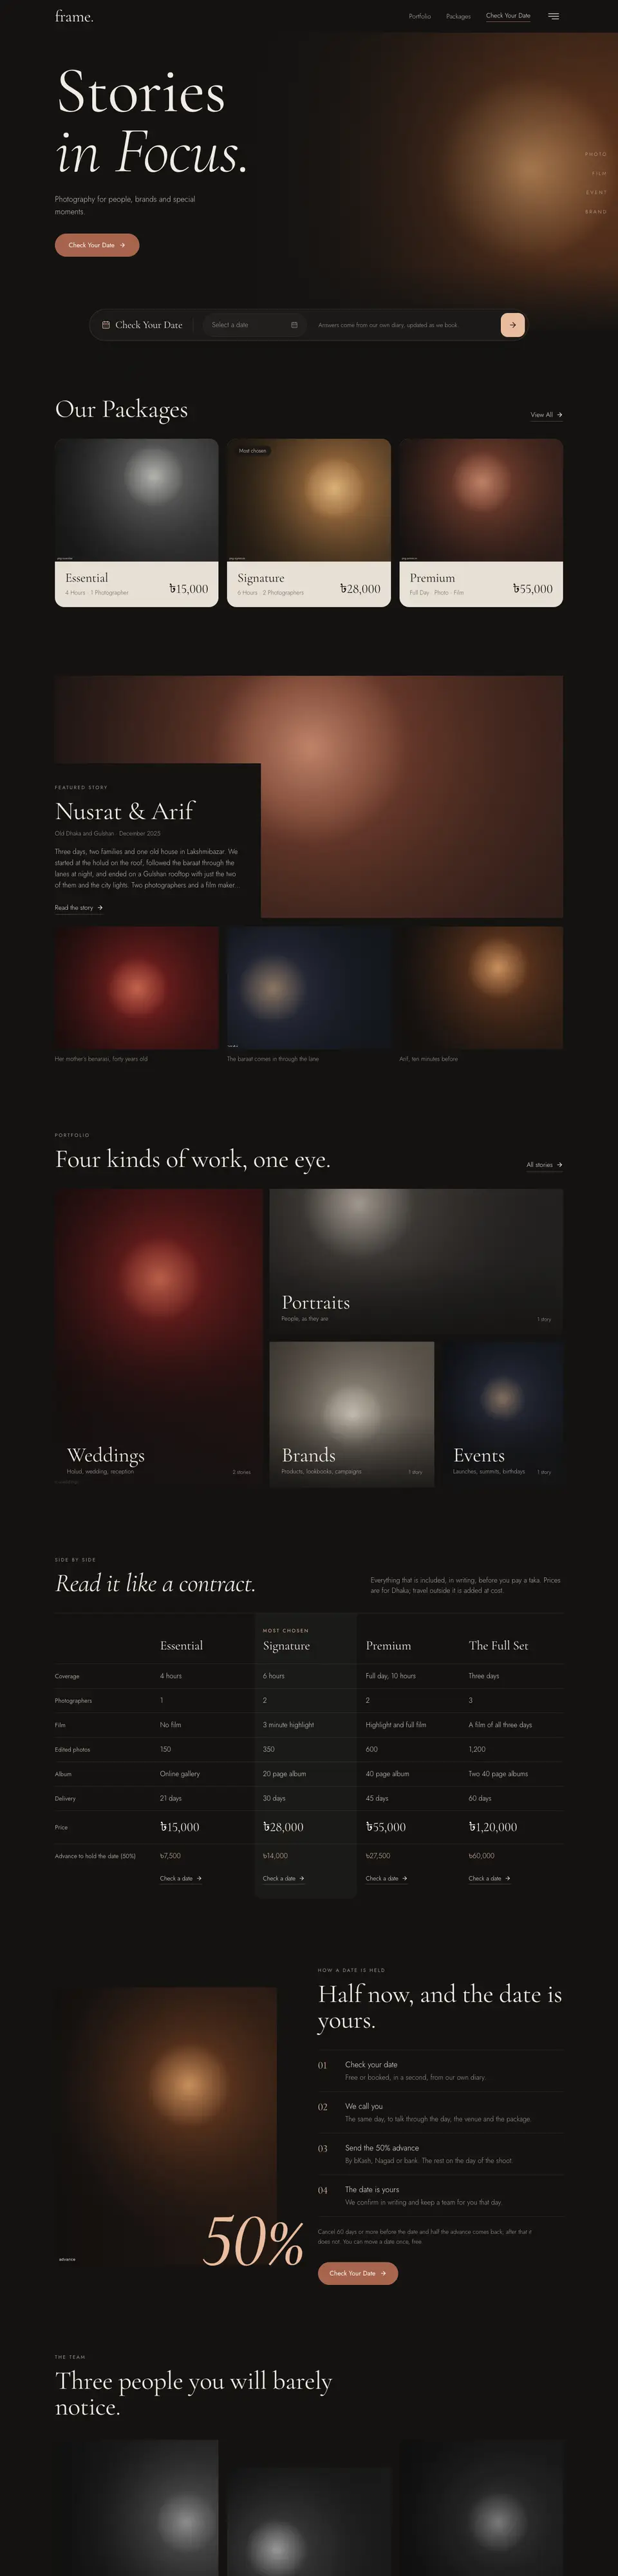 frame.
Portfolio
Packages
Check Your Date
Stories
in Focus.
PHOTO
FILM
EVENT
BRAND
Photography for people, brands and special
moments.
Check Your Date
Check Your Date
Select a date
Answers come from our own diary, updated as we book.
Our Packages
View All
Most chosen
Essential
4 Hours · 1 Photographer
৳15,000
Signature
6 Hours · 2 Photographers
৳28,000
Premium
Full Day · Photo · Film
৳55,000
FEATURED STORY
Nusrat & Arif
Old Dhaka and Gulshan · December 2025
Three days, two families and one old house in Lakshmibazar. We
started at the holud on the roof, followed the baraat through the
lanes at night, and ended on a Gulshan rooftop with just the two
of them and the city lights. Two photographers and a film maker…
Read the story
Her mother's benarasi, forty years old
The baraat comes in through the lane
Arif, ten minutes before
PORTFOLIO
Four kinds of work, one eye.
All stories
Weddings
Holud, wedding, reception
2 stories
Portraits
People, as they are
1 story
Brands
Products, lookbooks, campaigns
1 story
Events
Launches, summits, birthdays
1 story
SIDE BY SIDE
Read it like a contract.
Everything that is included, in writing, before you pay a taka. Prices
are for Dhaka; travel outside it is added at cost.
MOST CHOSEN
Essential Signature Premium The Full Set
Coverage 4 hours 6 hours Full day, 10 hours Three days
Photographers 1 2 2 3
Film No film 3 minute highlight Highlight and full film A film of all three days
Edited photos 150 350 600 1,200
Album Online gallery 20 page album 40 page album Two 40 page albums
Delivery 21 days 30 days 45 days 60 days
Price ৳15,000 ৳28,000 ৳55,000 ৳1,20,000
Advance to hold the date (50%) ৳7,500 ৳14,000 ৳27,500 ৳60,000
Check a date Check a date Check a date Check a date
advance
50%
HOW A DATE IS HELD
Half now, and the date is
yours.
01 Check your date
Free or booked, in a second, from our own diary.
02 We call you
The same day, to talk through the day, the venue and the package.
03 Send the 50% advance
By bKash, Nagad or bank. The rest on the day of the shoot.
04 The date is yours
We confirm in writing and keep a team for you that day.
Cancel 60 days or more before the date and half the advance comes back; after that it
does not. You can move a date once, free.
Check Your Date
THE TEAM
Three people you will barely
notice.